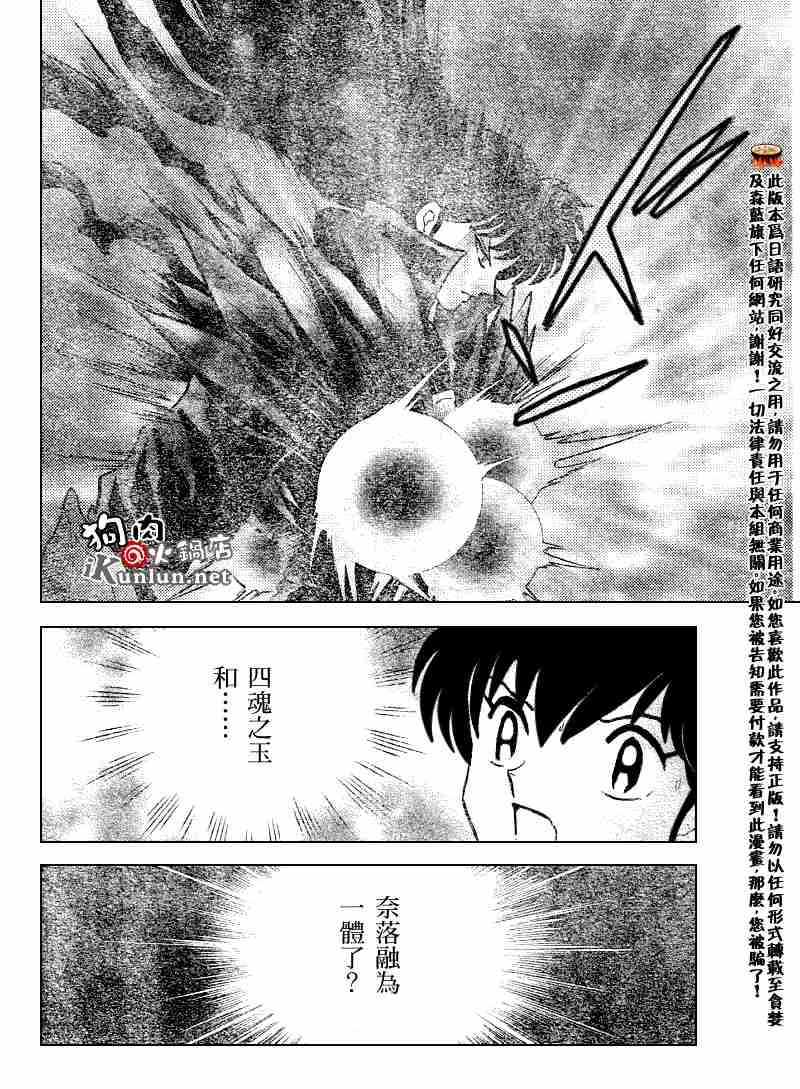 四魂之玉
和……
奈落融為
一體了？
狗肉
火鍋店
iKunlun.net
此版本爲日語研究同好交流之用，請勿用于任何商業用途。如您喜歡此作品，請支持正版！請勿以任何形式轉載至貪婪
及森藍旗下任何網站，謝謝！一切法律責任與本組無關。如果您被告知需要付款才能看到此漫畫，那麽，您被騙了！